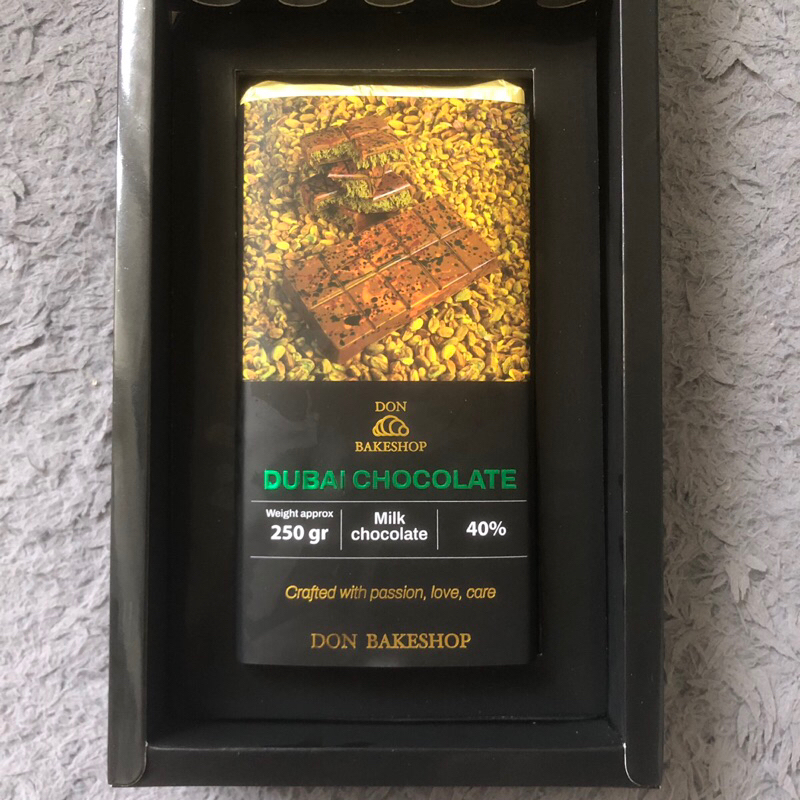 DON
BAKESHOP
DUBAI CHOCOLATE
Weight approx
250 gr
Milk
chocolate
40%
Crafted with passion, love, care
DON BAKESHOP